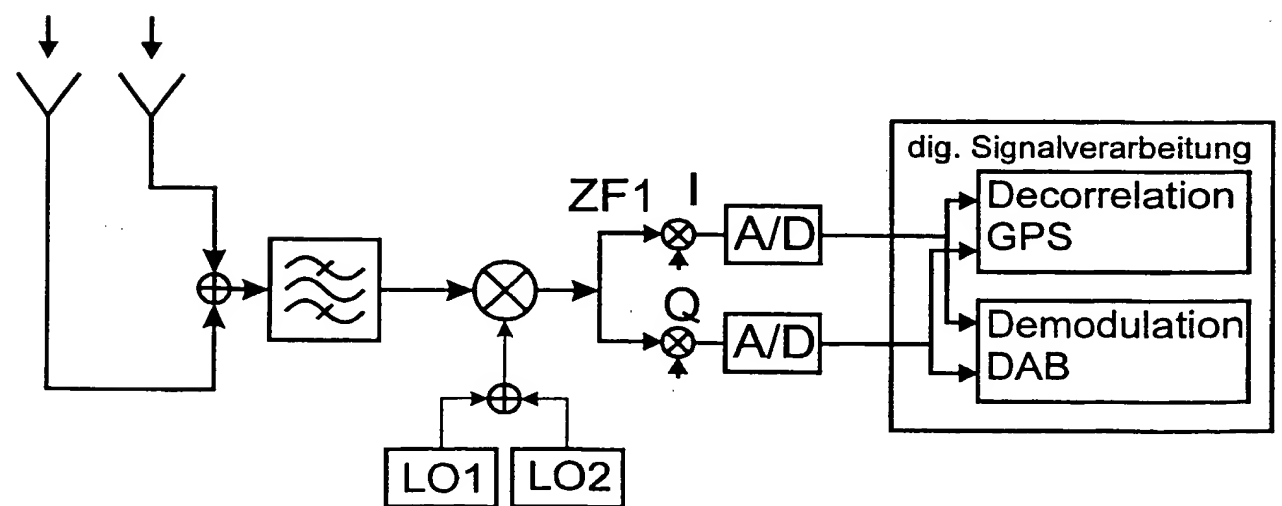 dig. Signalverarbeitung
ZF1
I
A/D
Decorrelation
GPS
Q
A/D
Demodulation
DAB
LO1
LO2